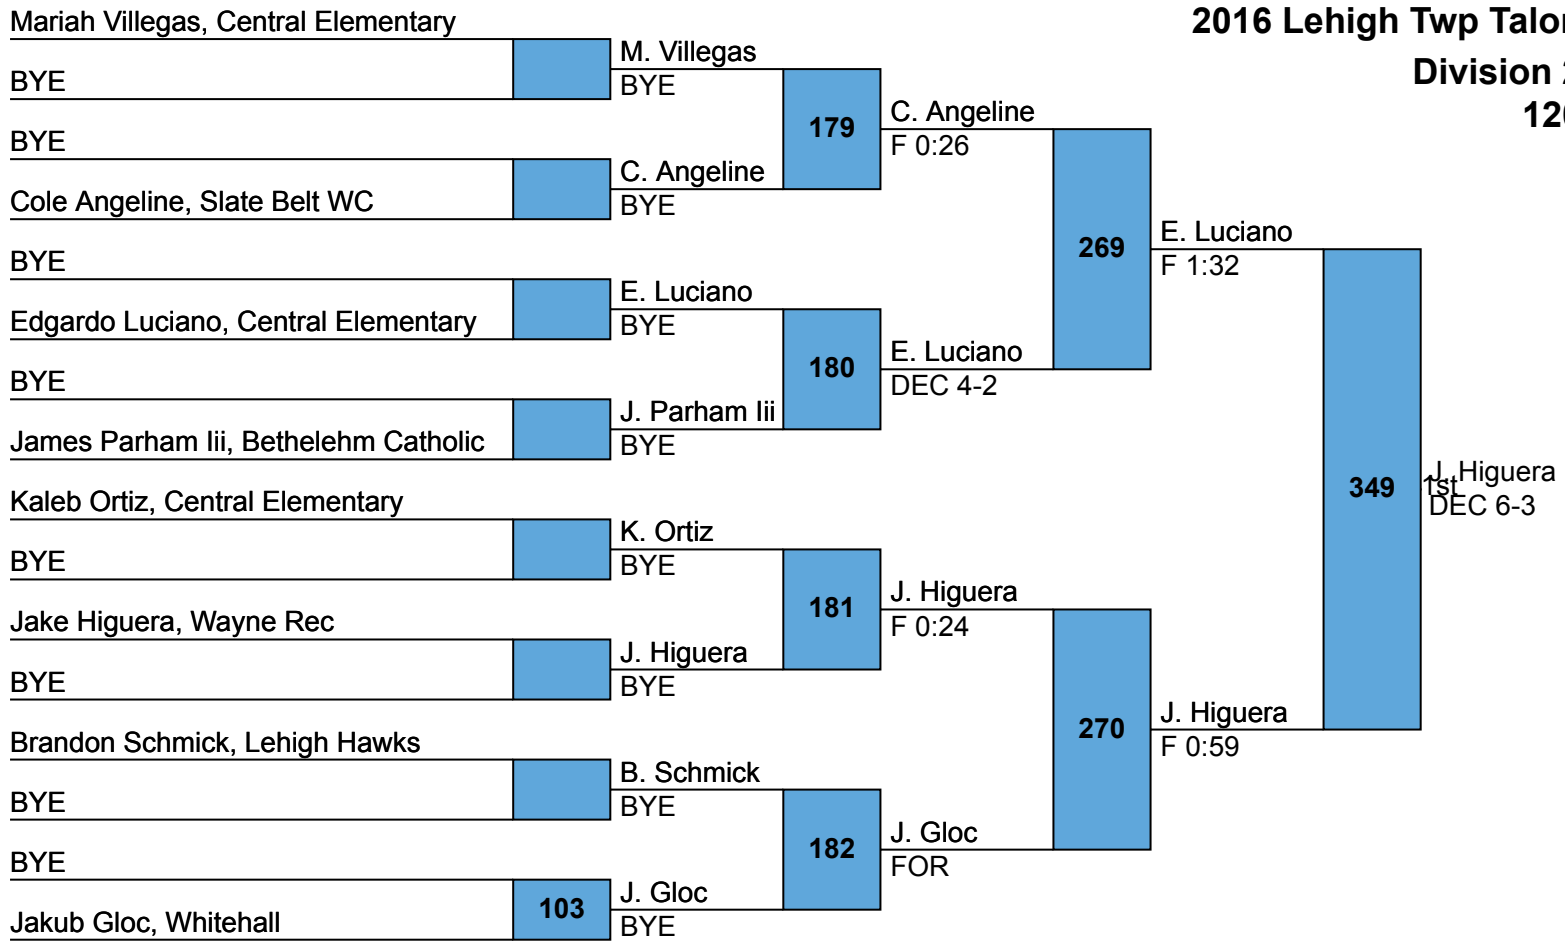 Mariah Villegas, Central Elementary
BYE
BYE
Cole Angeline, Slate Belt WC
BYE
Edgardo Luciano, Central Elementary
BYE
James Parham Iii, Bethelehm Catholic
Kaleb Ortiz, Central Elementary
BYE
Jake Higuera, Wayne Rec
BYE
Brandon Schmick, Lehigh Hawks
BYE
BYE
Jakub Gloc, Whitehall
103
M. Villegas
BYE
C. Angeline
BYE
E. Luciano
BYE
J. Parham Iii
BYE
K. Ortiz
BYE
J. Higuera
BYE
B. Schmick
BYE
J. Gloc
BYE
179
180
181
182
C. Angeline
F 0:26
E. Luciano
DEC 4-2
J. Higuera
F 0:24
J. Gloc
FOR
269
270
E. Luciano
F 1:32
J. Higuera
F 0:59
349
J. Higuera
1st
DEC 6-3
2016 Lehigh Twp
Division